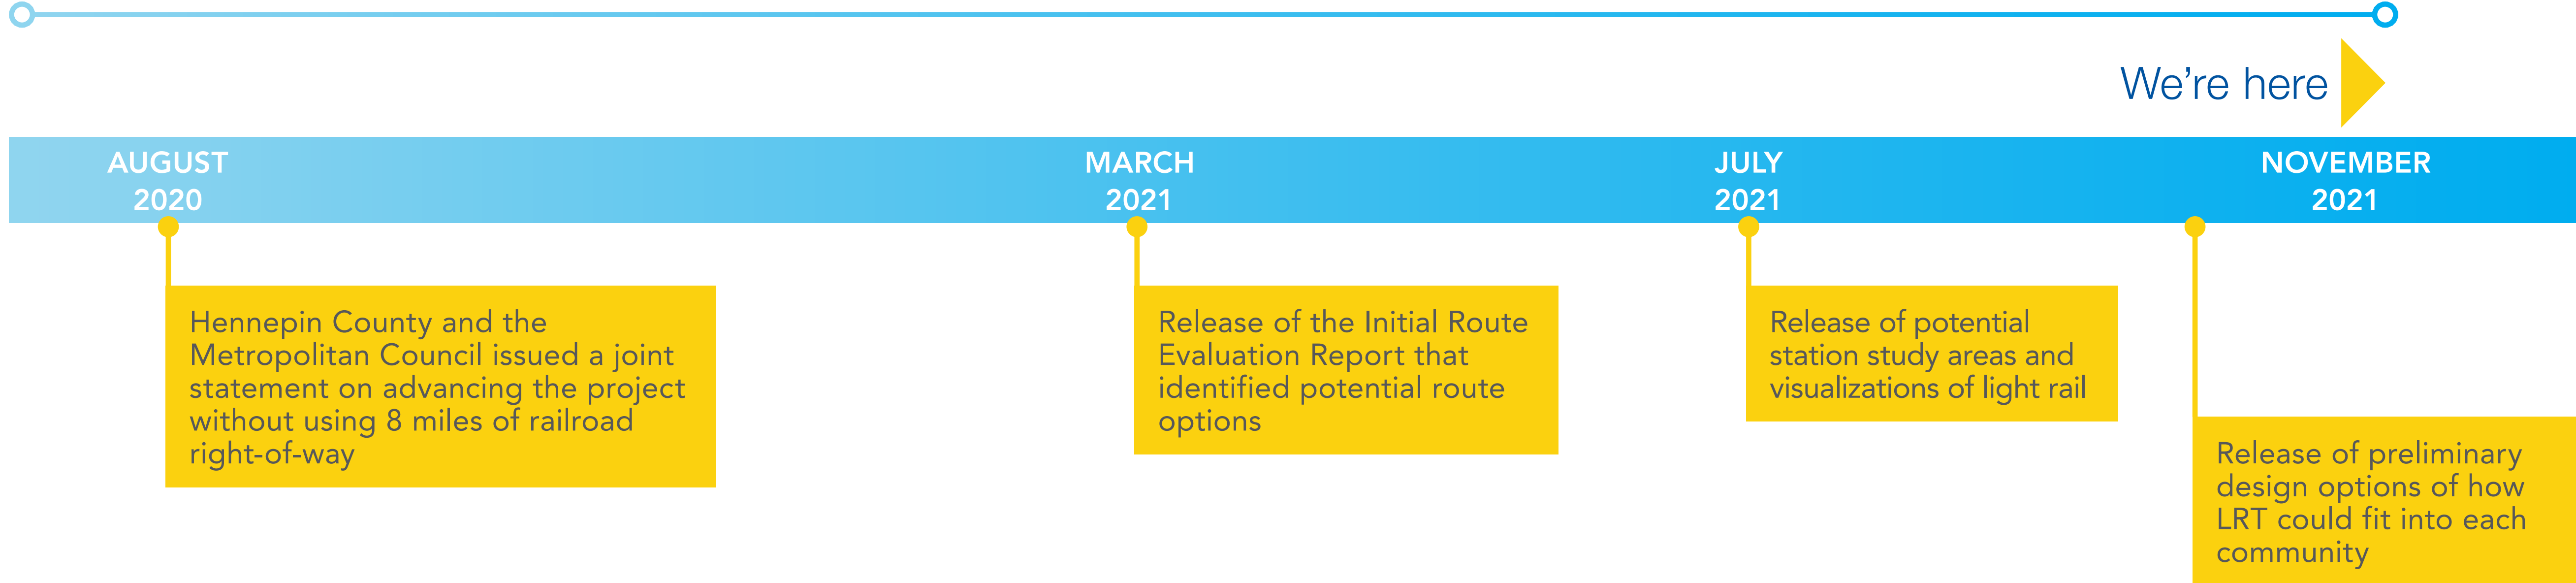 We're here
AUGUST
2020
MARCH
2021
JULY
2021
NOVEMBER
2021
Hennepin County and the
Metropolitan Council issued a joint
statement on advancing the project
without using 8 miles of railroad
right-of-way
Release of the Initial Route
Evaluation Report that
identified potential route
options
Release of potential
station study areas and
visualizations of light rail
Release of preliminary
design options of how
LRT could fit into each
community